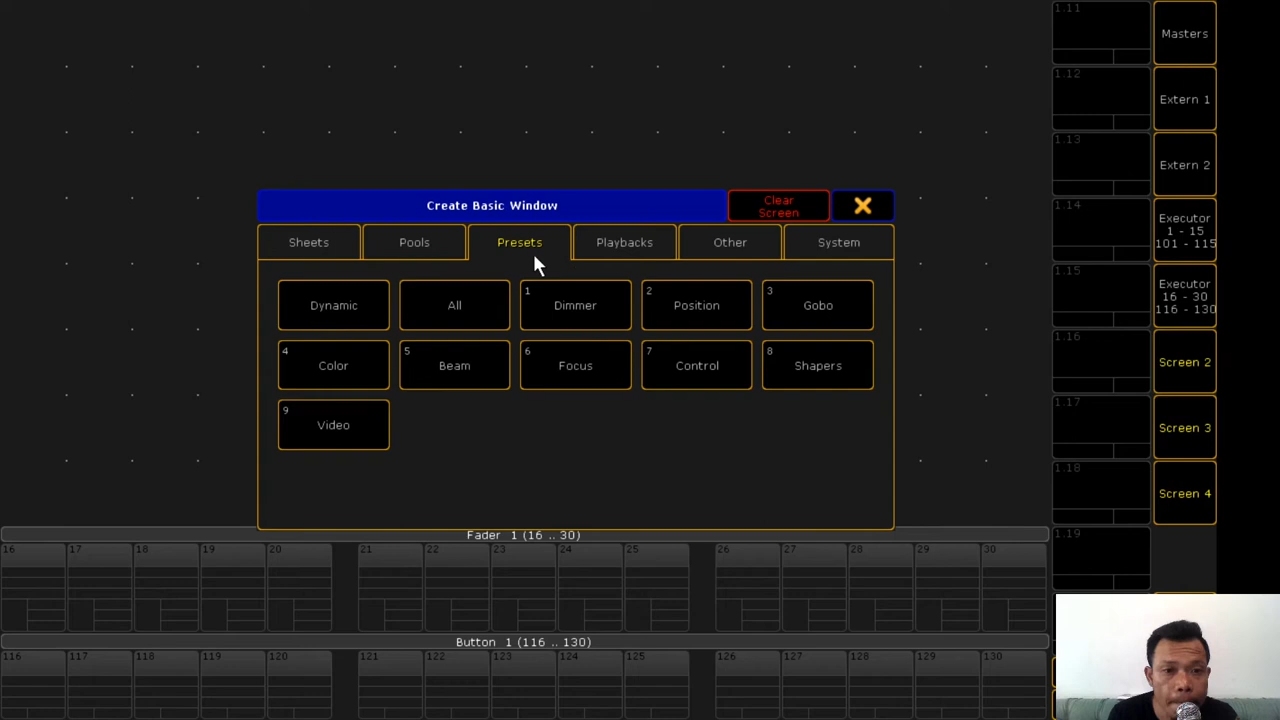 1.11
Masters
1.12
Extern 1
1.13
Extern 2
1.14
Executor
1 - 15
101 - 115
1.15
Executor
16 - 30
116 - 130
1.16
Screen 2
1.17
Screen 3
1.18
Screen 4
1.19
Create Basic Window
Clear
Screen
Sheets
Pools
Presets
Playbacks
Other
System
Dynamic
All
1
Dimmer
2
Position
3
Gobo
4
Color
5
Beam
6
Focus
7
Control
8
Shapers
9
Video
Fader 1 (16 .. 30)
16 17 18 19 20 21 22 23 24 25 26 27 28 29 30
Button 1 (116 .. 130)
116 117 118 119 120 121 122 123 124 125 126 127 128 129 130